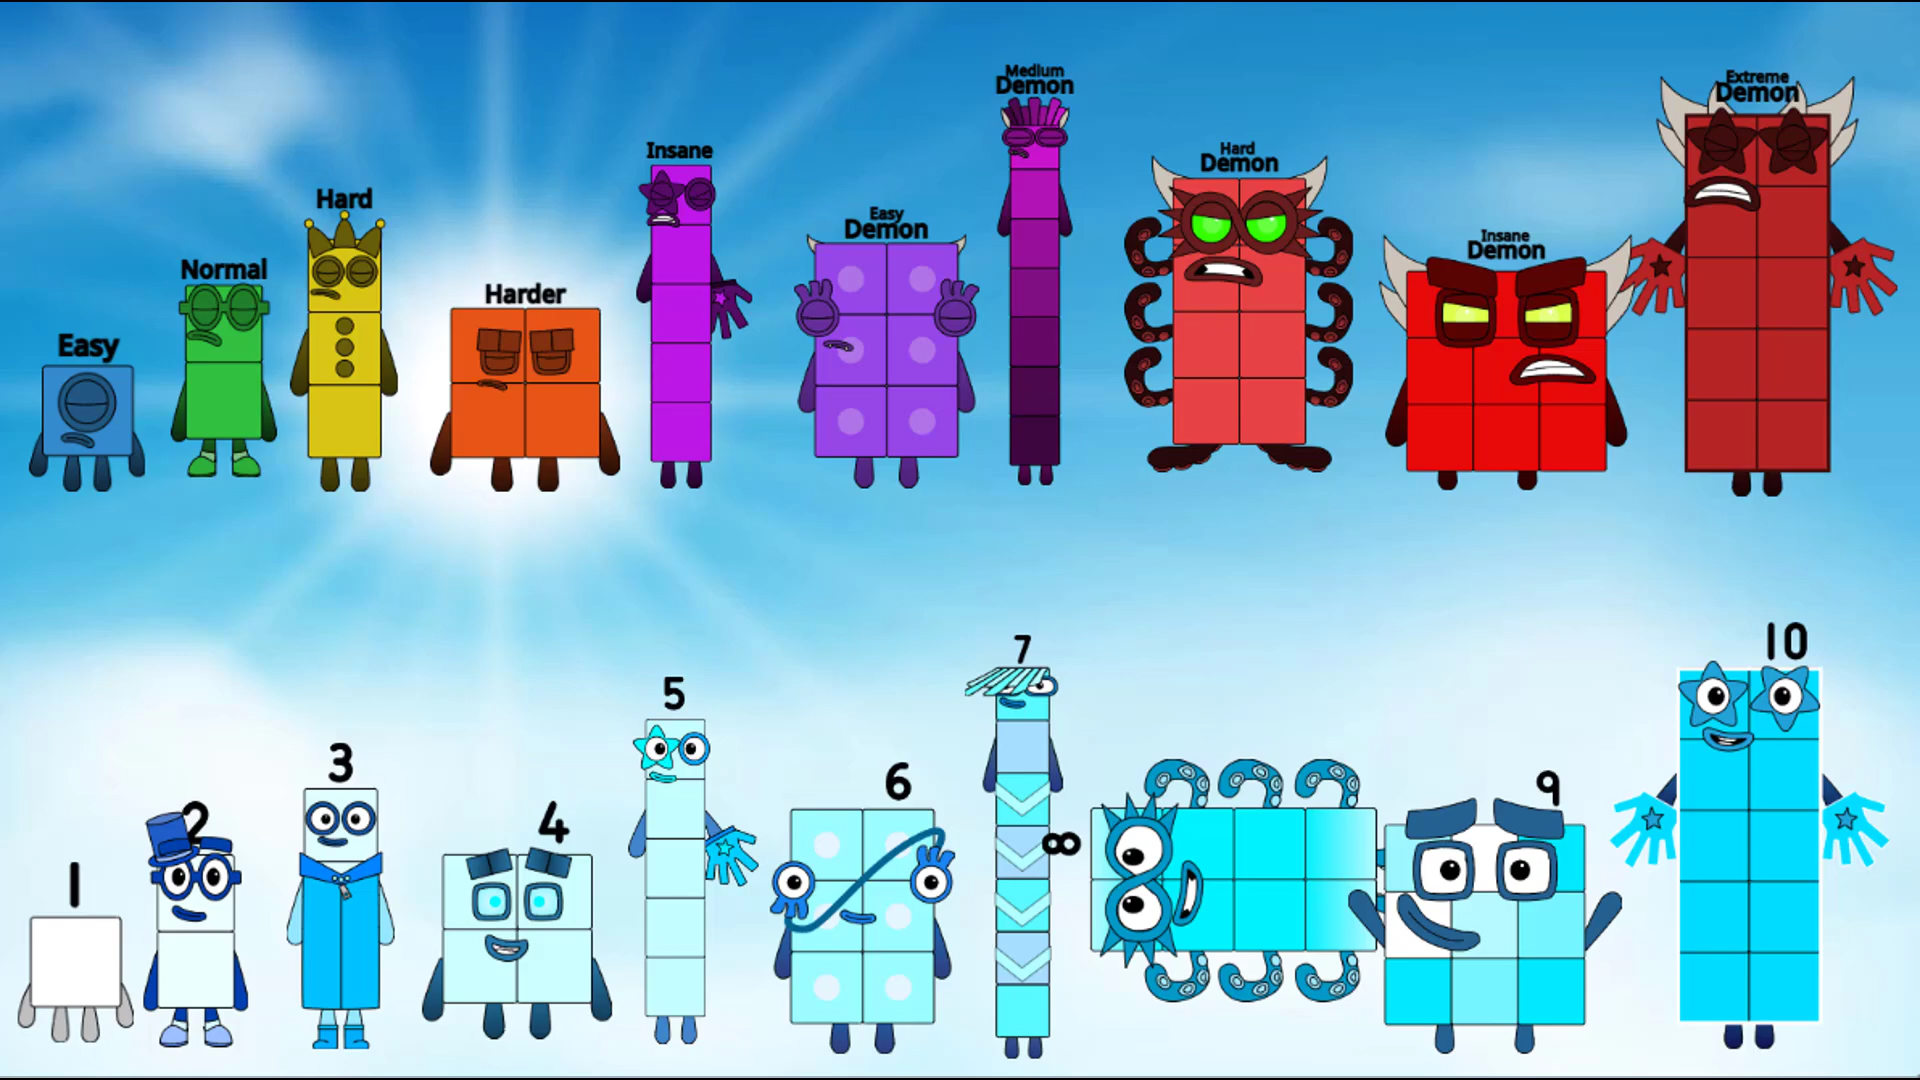 Easy
Normal
Hard
Harder
Insane
Easy
Demon
Medium
Demon
Hard
Demon
Insane
Demon
Extreme
Demon
1
2
3
4
5
6
7
8
9
10